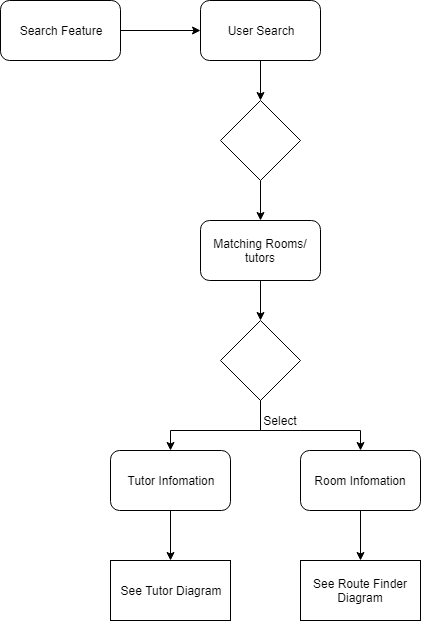 Search Feature
User Search
Matching Rooms/
tutors
Select
Tutor Infomation
Room Infomation
See Tutor Diagram
See Route Finder
Diagram